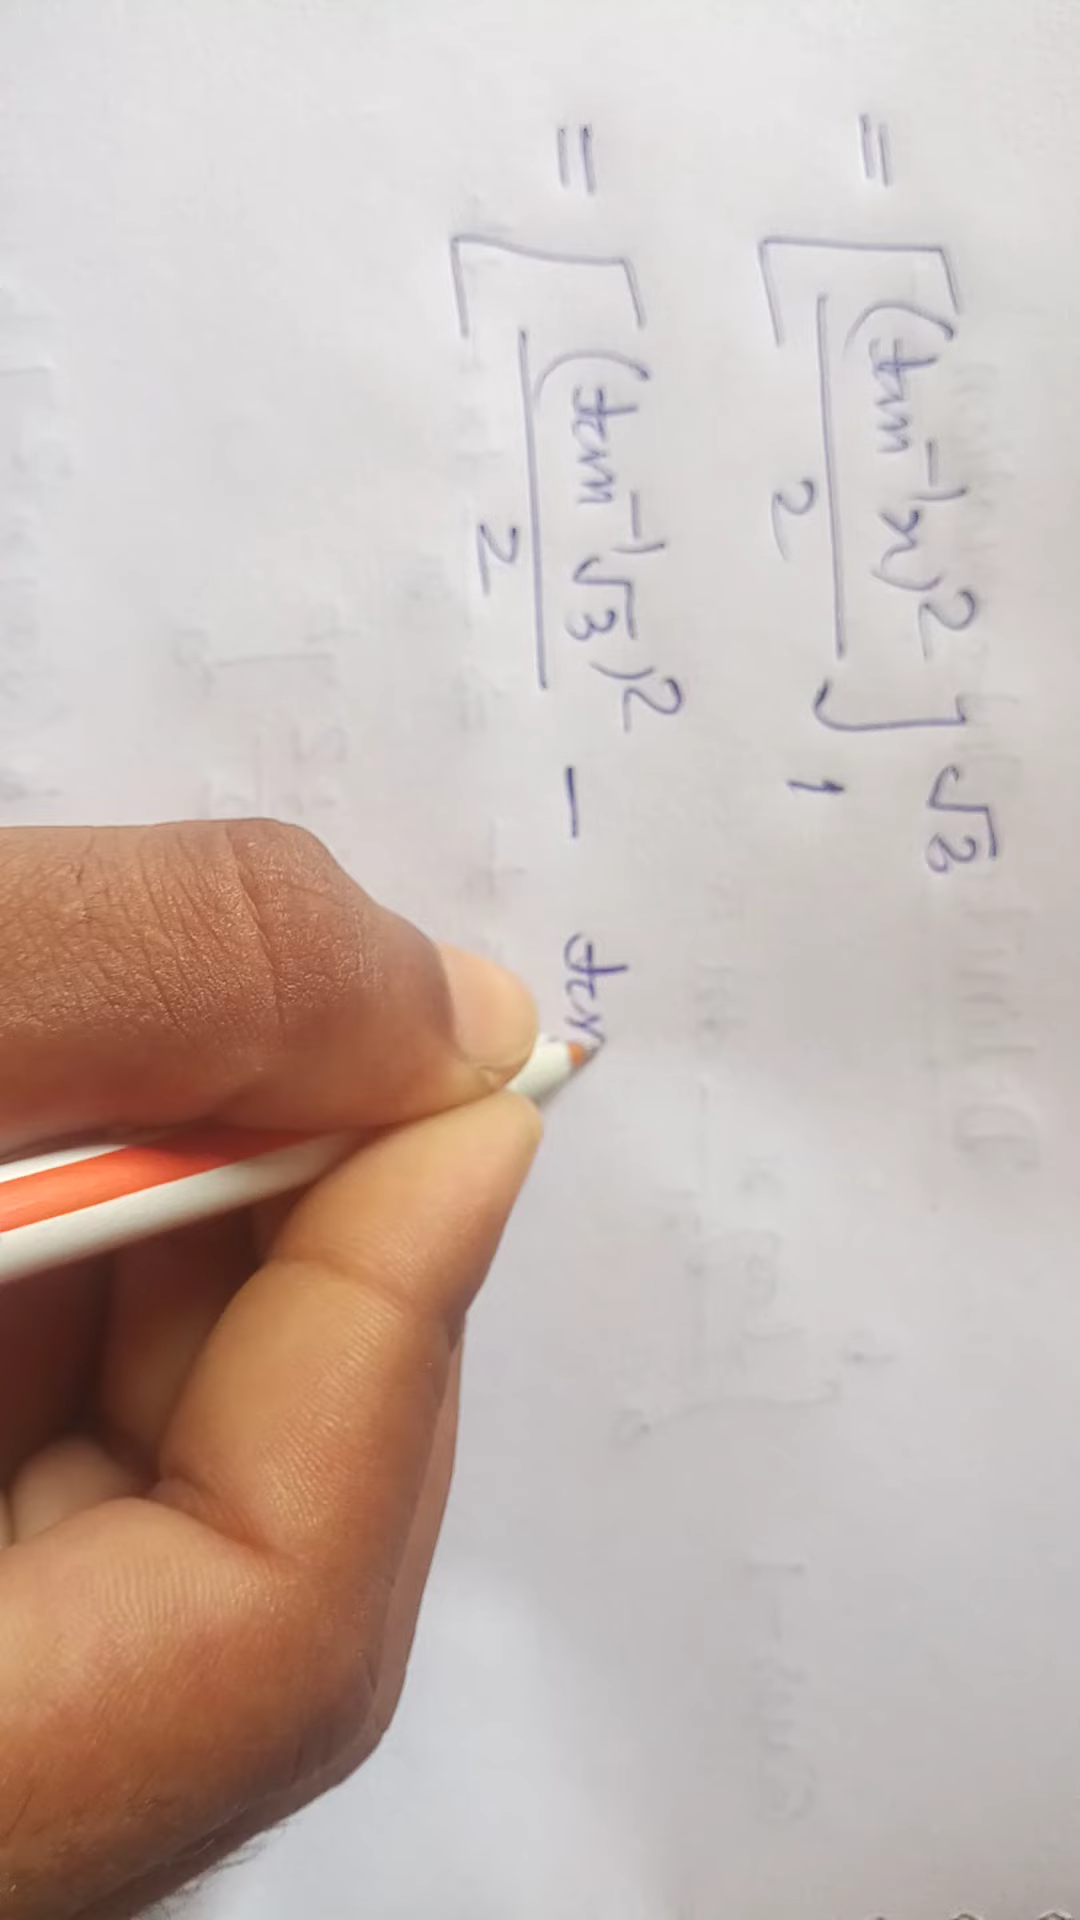 = [(tan⁻¹x)²/2]₁^√3
= [(tan⁻¹√3)²/2 - tan